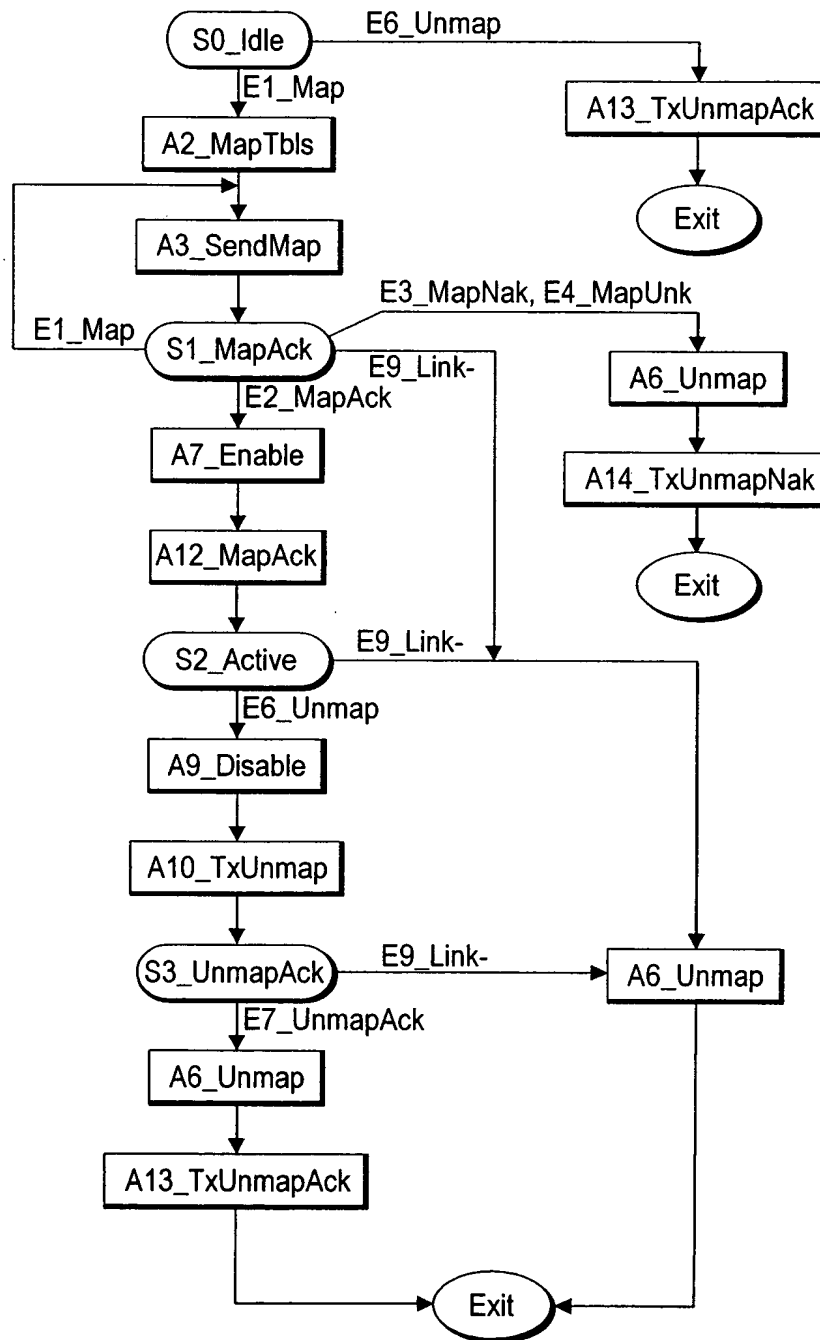 S0_Idle
E6_Unmap
E1_Map
A13_TxUnmapAck
A2_MapTbls
Exit
A3_SendMap
E3_MapNak, E4_MapUnk
E1_Map
S1_MapAck
E9_Link-
A6_Unmap
E2_MapAck
A7_Enable
A14_TxUnmapNak
A12_MapAck
Exit
S2_Active
E9_Link-
E6_Unmap
A9_Disable
A10_TxUnmap
S3_UnmapAck
E9_Link-
A6_Unmap
E7_UnmapAck
A6_Unmap
A13_TxUnmapAck
Exit